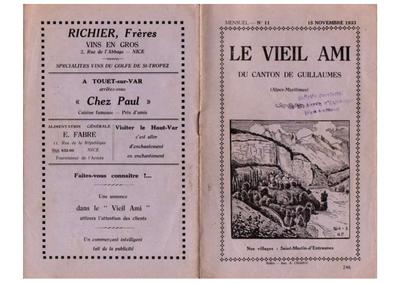 RICHIER, Frères
VINS EN GROS
2, Rue de l'Abbaye - NICE
SPECIALITES VINS DU GOLFE DE St-TROPEZ
A TOUET-sur-VAR
arrêtez-vous
« Chez Paul »
Cuisine fameuse - Prix d'amis
ALIMENTATION GÉNÉRALE
E. FABRE
11, Rue de la République
NICE
Fournisseur de l'Armée
Visiter le Haut-Var
c'est aller
d'enchantement
en enchantement
Faites-vous connaître !...
Une annonce
dans le " Vieil Ami "
attirera l'attention des clients
Un commerçant intelligent
fait de la publicité
MENSUEL - N° 11
15 NOVEMBRE 1933
LE VIEIL AMI
DU CANTON DE GUILLAUMES
(Alpes-Maritimes)
Nos villages : Saint-Martin-d'Entraunes
246